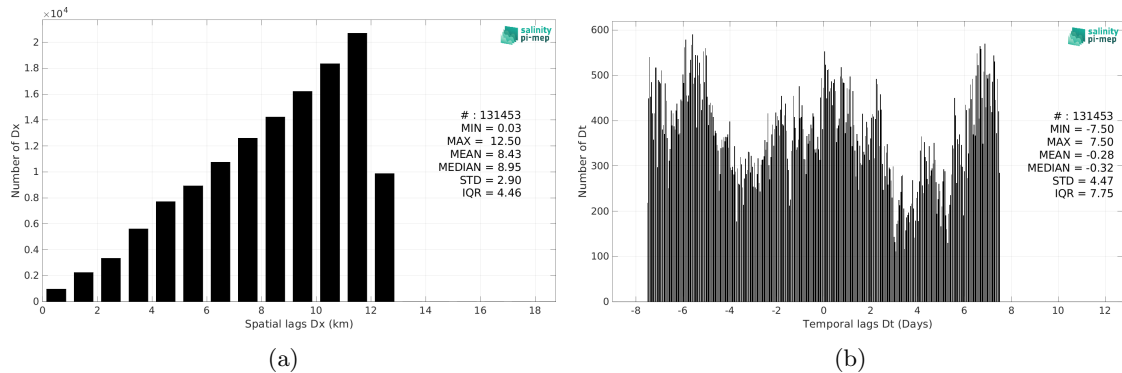 ×10⁴
2
1.8
1.6
1.4
1.2
1
0.8
0.6
0.4
0.2
0
Number of Dx
salinity
pi-mep
# : 131453
MIN = 0.03
MAX = 12.50
MEAN = 8.43
MEDIAN = 8.95
STD = 2.90
IQR = 4.46
0 2 4 6 8 10 12 14 16 18
Spatial lags Dx (km)
(a)
600
500
400
300
200
100
0
Number of Dt
salinity
pi-mep
# : 131453
MIN = -7.50
MAX = 7.50
MEAN = -0.28
MEDIAN = -0.32
STD = 4.47
IQR = 7.75
-8 -6 -4 -2 0 2 4 6 8 10 12
Temporal lags Dt (Days)
(b)